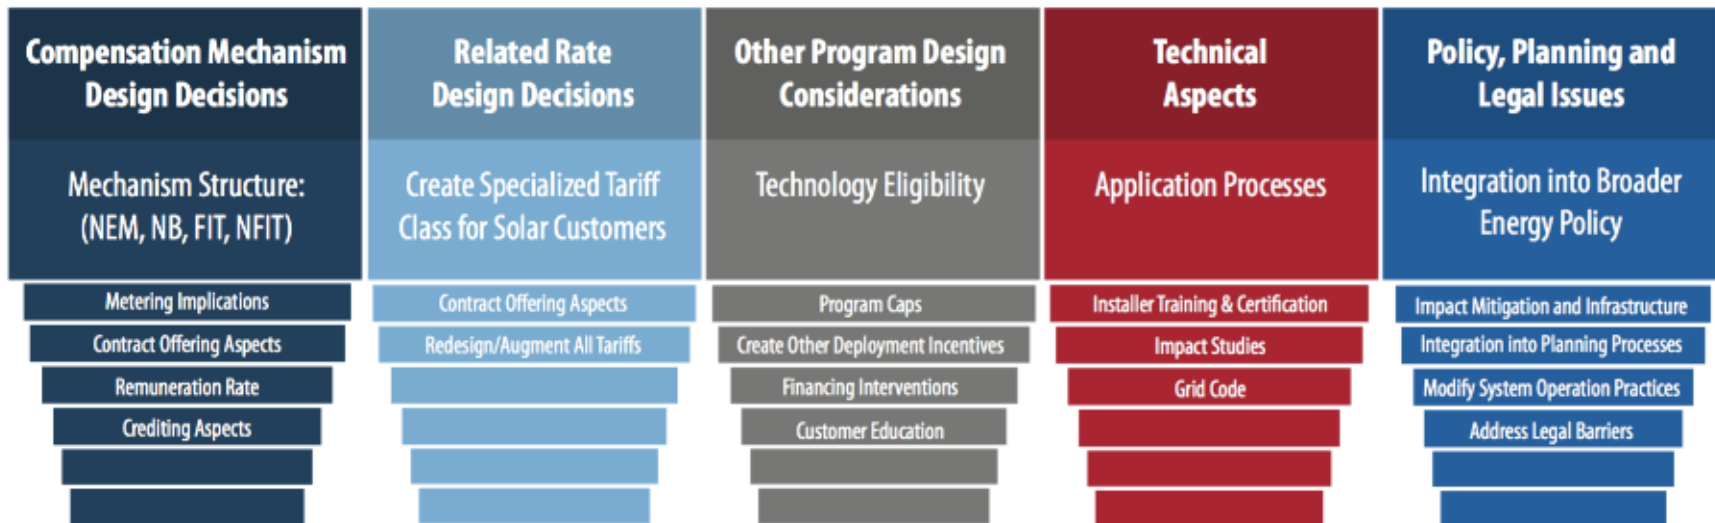 Compensation Mechanism
Design Decisions
Mechanism Structure:
(NEM, NB, FIT, NFIT)
Metering Implications
Contract Offering Aspects
Remuneration Rate
Crediting Aspects
Related Rate
Design Decisions
Create Specialized Tariff
Class for Solar Customers
Contract Offering Aspects
Redesign/Augment All Tariffs
Other Program Design
Considerations
Technology Eligibility
Program Caps
Create Other Deployment Incentives
Financing Interventions
Customer Education
Technical
Aspects
Application Processes
Installer Training & Certification
Impact Studies
Grid Code
Policy, Planning and
Legal Issues
Integration into Broader
Energy Policy
Impact Mitigation and Infrastructure
Integration into Planning Processes
Modify System Operation Practices
Address Legal Barriers